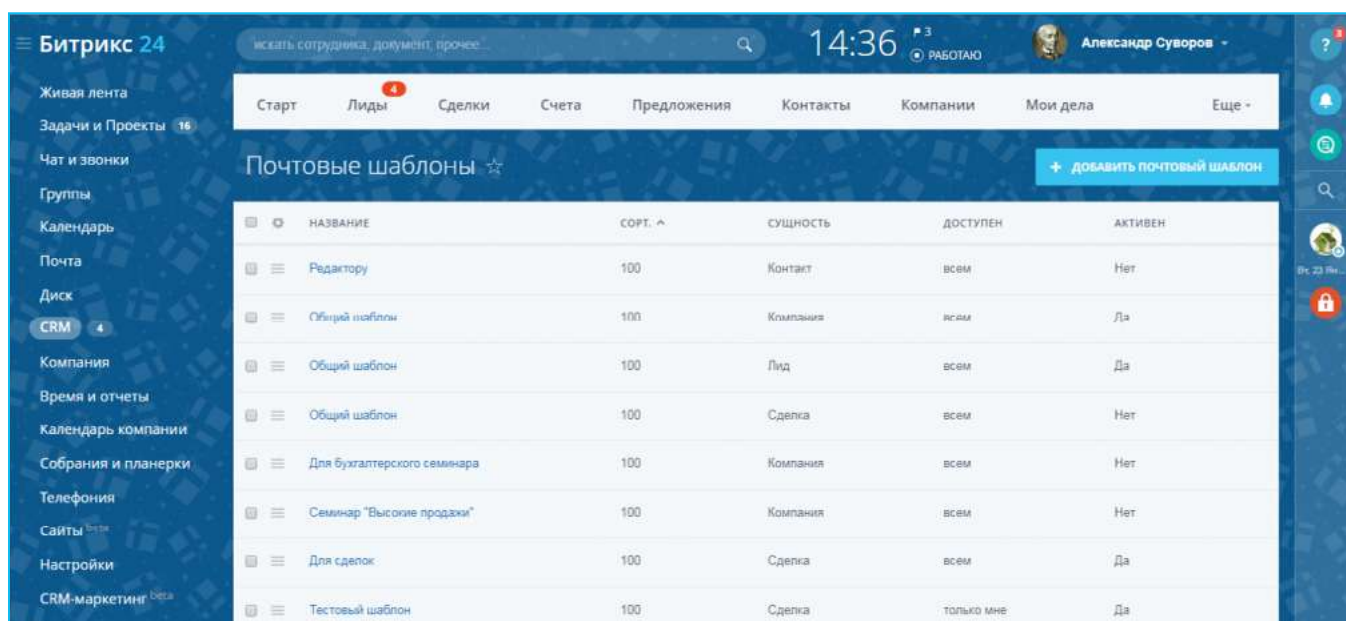 Битрикс 24
искать сотрудника, документ, прочее...
14:36
3
РАБОТАЮ
Александр Суворов
?
3
Живая лента
Задачи и Проекты 16
Чат и звонки
Группы
Календарь
Почта
Диск
CRM 4
Компания
Время и отчеты
Календарь компании
Собрания и планерки
Телефония
Сайты beta
Настройки
CRM-маркетинг beta
Старт Лиды 4 Сделки Счета Предложения Контакты Компании Мои дела Еще
Почтовые шаблоны
+ ДОБАВИТЬ ПОЧТОВЫЙ ШАБЛОН
НАЗВАНИЕ СОРТ. СУЩНОСТЬ ДОСТУПЕН АКТИВЕН
Редактору 100 Контакт всем Нет
Общий шаблон 100 Компания всем Да
Общий шаблон 100 Лид всем Да
Общий шаблон 100 Сделка всем Нет
Для бухгалтерского семинара 100 Компания всем Нет
Семинар "Высокие продажи" 100 Компания всем Нет
Для сделок 100 Сделка всем Да
Тестовый шаблон 100 Сделка только мне Да
Вт, 23 Ян...